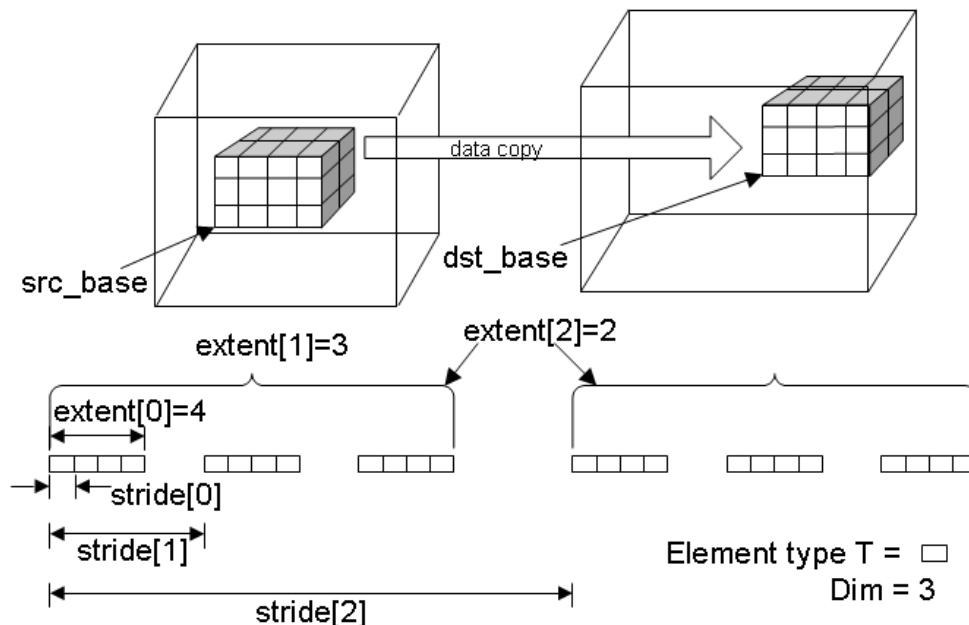 data copy
src_base
dst_base
extent[1]=3
extent[2]=2
extent[0]=4
stride[0]
stride[1]
stride[2]
Element type T =
Dim = 3